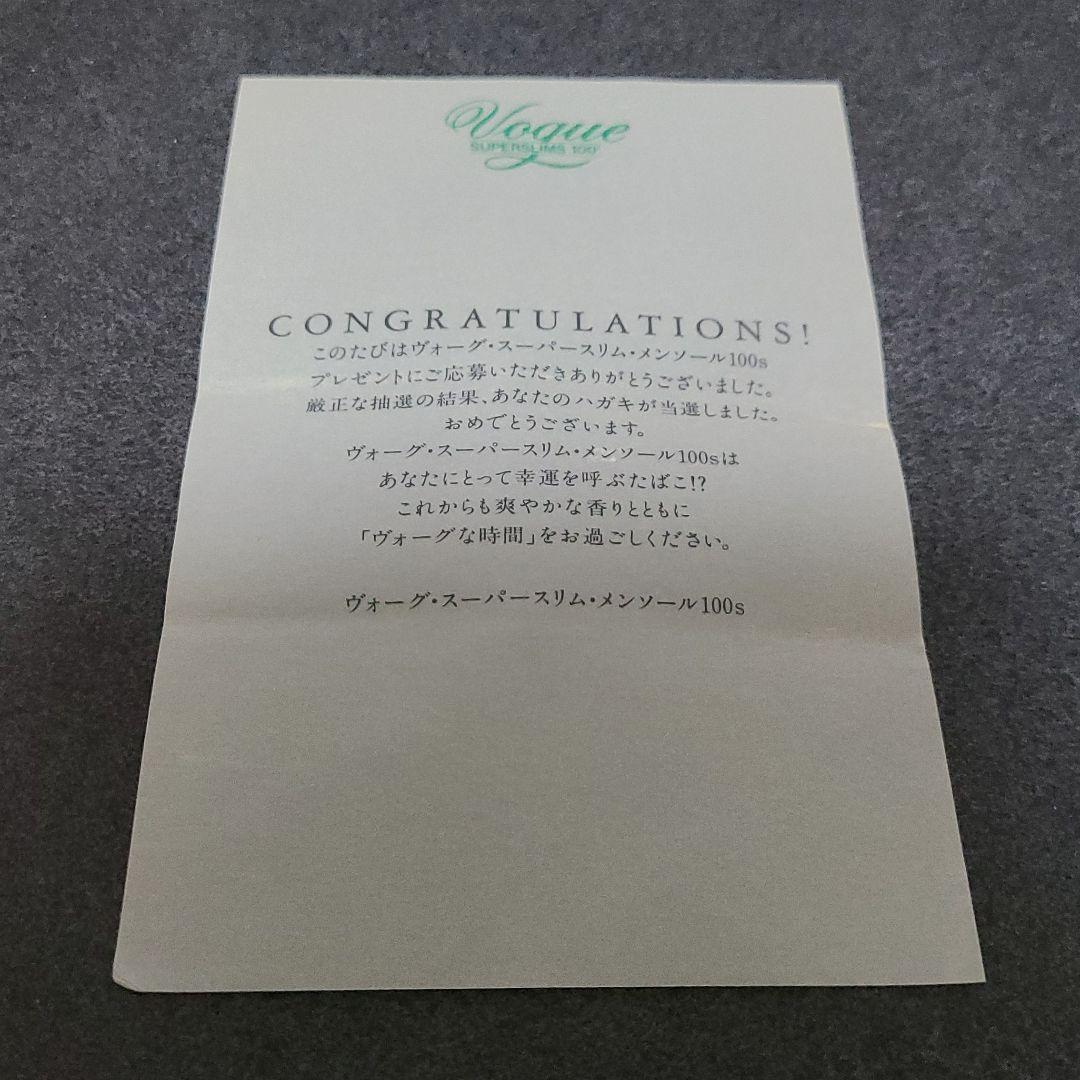 Vogue
SUPERSLIMS 100
CONGRATULATIONS!
このたびはヴォーグ・スーパースリム・メンソール100s
プレゼントにご応募いただきありがとうございました。
厳正な抽選の結果、あなたのハガキが当選しました。
おめでとうございます。
ヴォーグ・スーパースリム・メンソール100sは
あなたにとって幸運を呼ぶたばこ!?
これからも爽やかな香りとともに
「ヴォーグな時間」をお過ごしください。
ヴォーグ・スーパースリム・メンソール100s